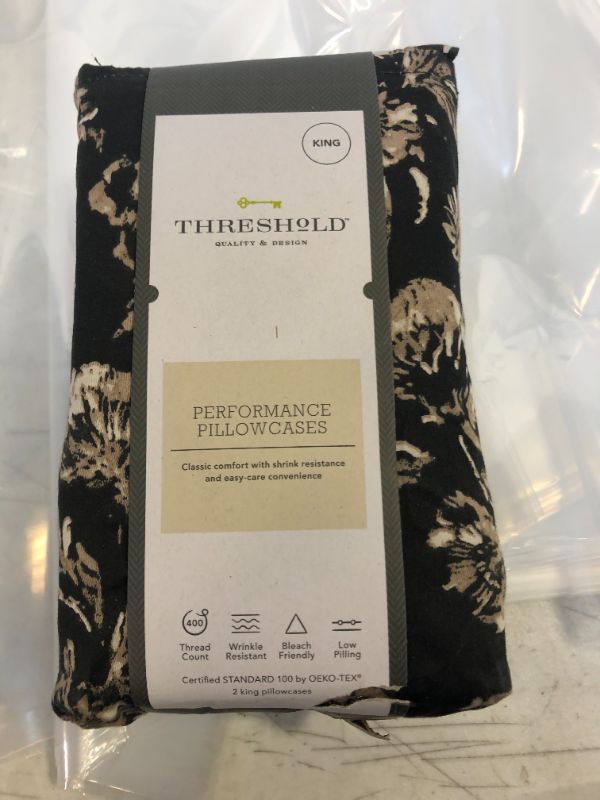 KING
THRESHOLD™
QUALITY & DESIGN
PERFORMANCE
PILLOWCASES
Classic comfort with shrink resistance
and easy-care convenience
400
Thread
Count
Wrinkle
Resistant
Bleach
Friendly
Low
Pilling
Certified STANDARD 100 by OEKO-TEX®
2 king pillowcases